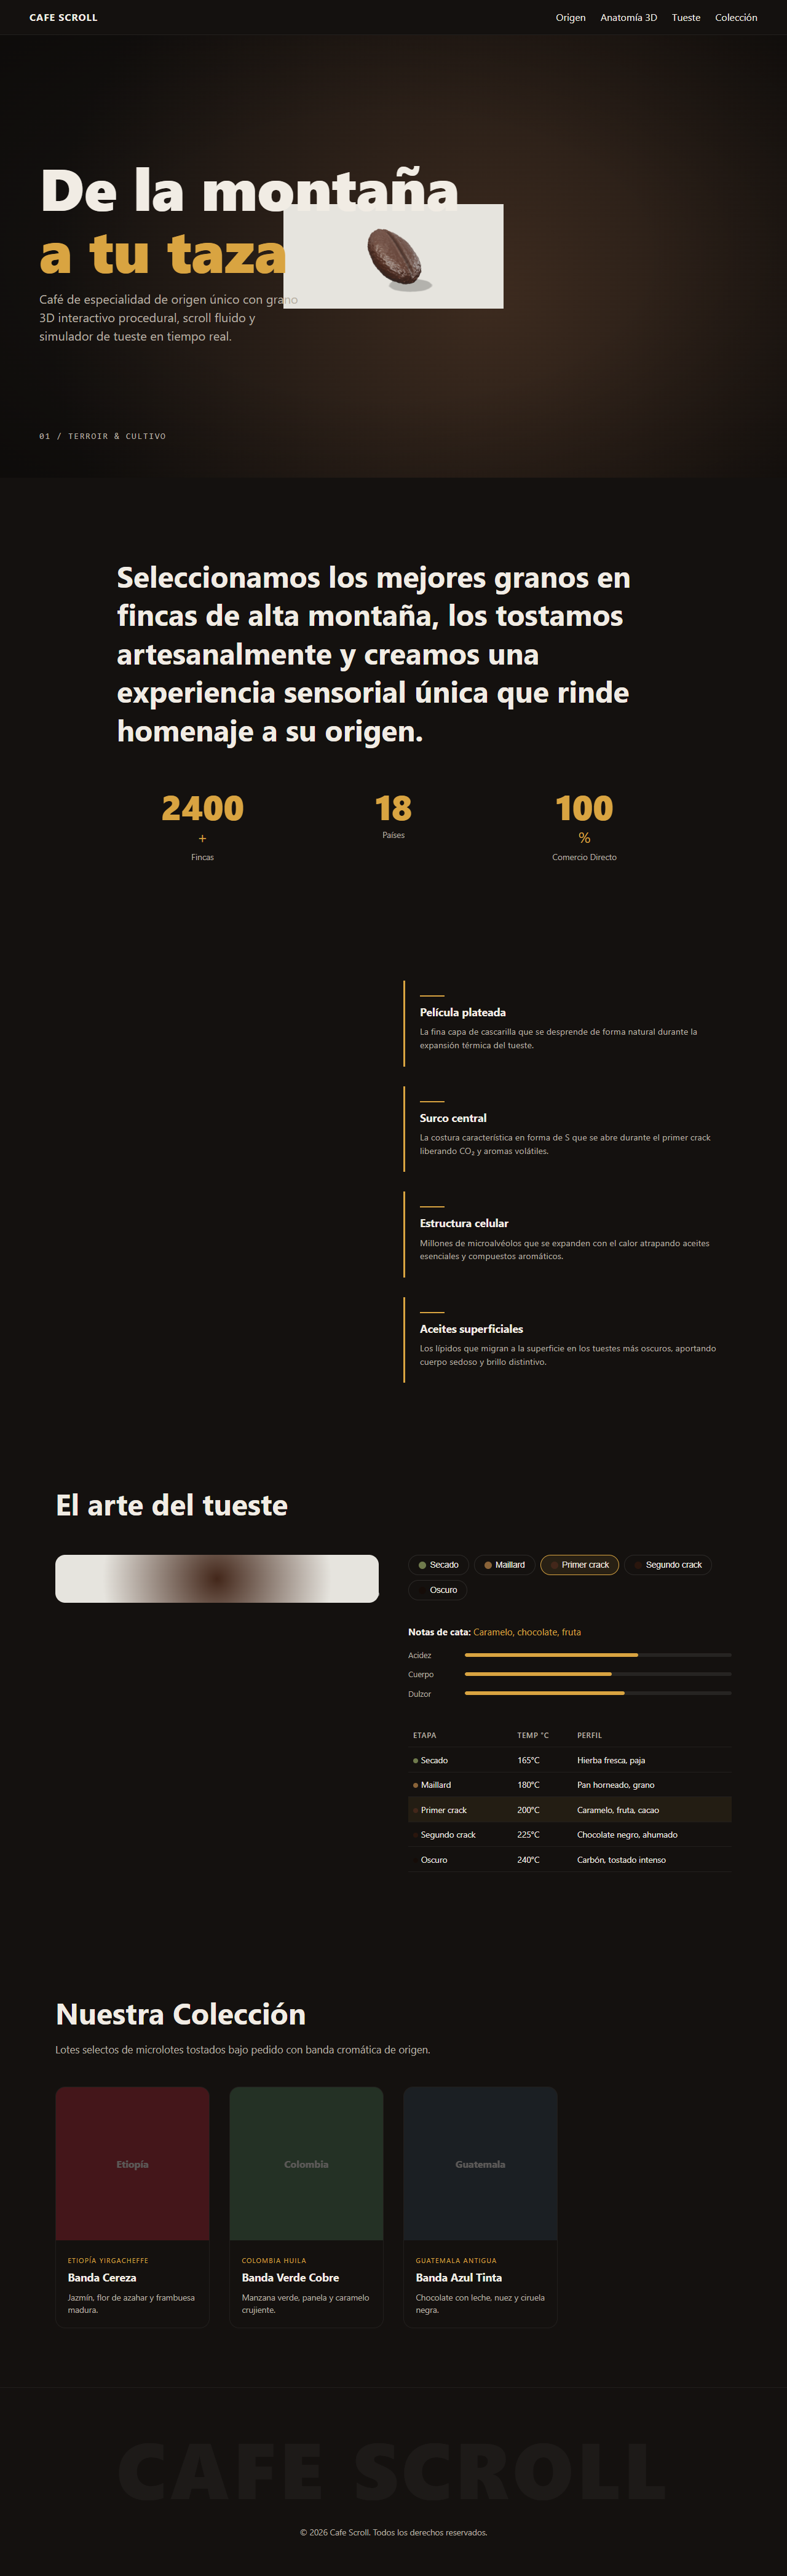 CAFE SCROLL
Origen
Anatomía 3D
Tueste
Colección
De la montaña
a tu taza
Café de especialidad de origen único con grano
3D interactivo procedural, scroll fluido y
simulador de tueste en tiempo real.
01 / TERROIR & CULTIVO
Seleccionamos los mejores granos en
fincas de alta montaña, los tostamos
artesanalmente y creamos una
experiencia sensorial única que rinde
homenaje a su origen.
2400
+
Fincas
18
Países
100
%
Comercio Directo
Película plateada
La fina capa de cascarilla que se desprende de forma natural durante la
expansión térmica del tueste.
Surco central
La costura característica en forma de S que se abre durante el primer crack
liberando CO₂ y aromas volátiles.
Estructura celular
Millones de microalvéolos que se expanden con el calor atrapando aceites
esenciales y compuestos aromáticos.
Aceites superficiales
Los lípidos que migran a la superficie en los tuestes más oscuros, aportando
cuerpo sedoso y brillo distintivo.
El arte del tueste
Secado
Maillard
Primer crack
Segundo crack
Oscuro
Notas de cata: Caramelo, chocolate, fruta
Acidez
Cuerpo
Dulzor
ETAPA TEMP °C PERFIL
Secado 165°C Hierba fresca, paja
Maillard 180°C Pan horneado, grano
Primer crack 200°C Caramelo, fruta, cacao
Segundo crack 225°C Chocolate negro, ahumado
Oscuro 240°C Carbón, tostado intenso
Nuestra Colección
Lotes selectos de microlotes tostados bajo pedido con banda cromática de origen.
Etiopía
ETIOPÍA YIRGACHEFFE
Banda Cereza
Jazmín, flor de azahar y frambuesa
madura.
Colombia
COLOMBIA HUILA
Banda Verde Cobre
Manzana verde, panela y caramelo
crujiente.
Guatemala
GUATEMALA ANTIGUA
Banda Azul Tinta
Chocolate con leche, nuez y ciruela
negra.
CAFE SCROLL
© 2026 Cafe Scroll. Todos los derechos reservados.